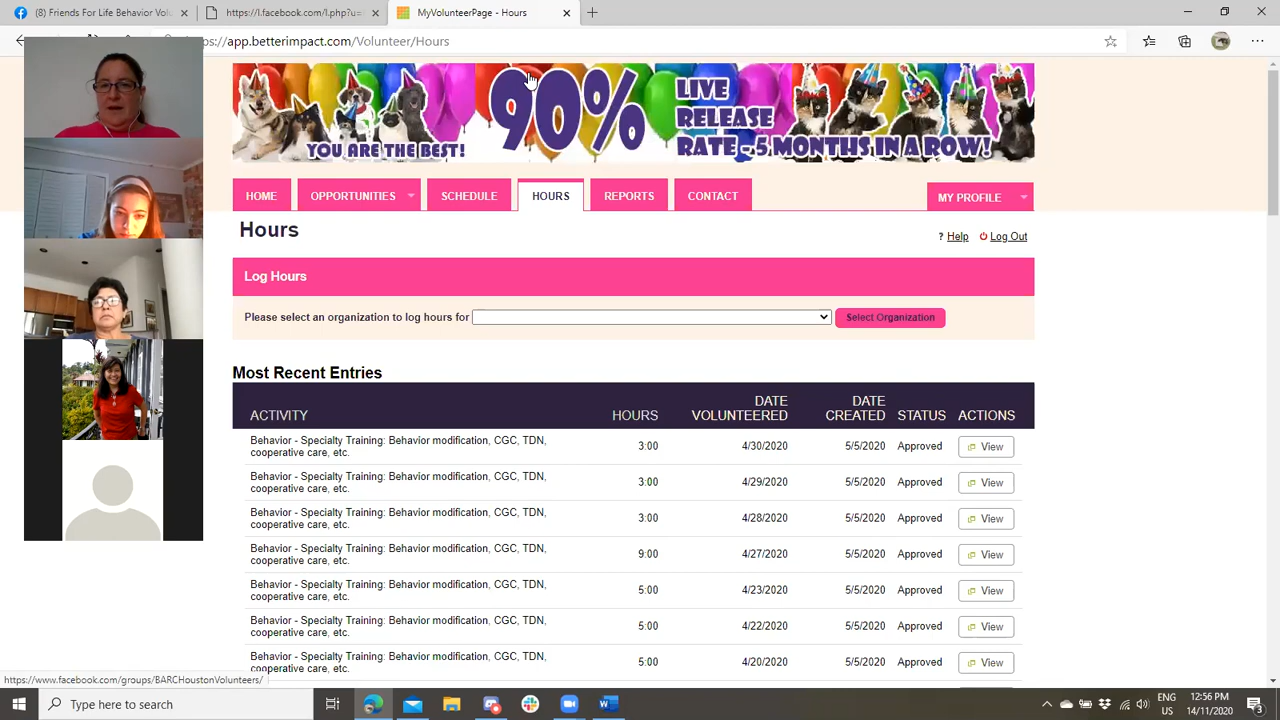 (8) Friends of BARC Houston Volu
https://facebook.com/groups/BARCH
MyVolunteerPage - Hours
ps://app.betterimpact.com/Volunteer/Hours
YOU ARE THE BEST!
90%
LIVE
RELEASE
RATE - 5 MONTHS IN A ROW!
HOME
OPPORTUNITIES
SCHEDULE
HOURS
REPORTS
CONTACT
MY PROFILE
Hours
? Help
Log Out
Log Hours
Please select an organization to log hours for
Select Organization
Most Recent Entries
ACTIVITY
HOURS
DATE
VOLUNTEERED
DATE
CREATED
STATUS
ACTIONS
Behavior - Specialty Training: Behavior modification, CGC, TDN,
cooperative care, etc.
3:00
4/30/2020
5/5/2020
Approved
View
Behavior - Specialty Training: Behavior modification, CGC, TDN,
cooperative care, etc.
3:00
4/29/2020
5/5/2020
Approved
View
Behavior - Specialty Training: Behavior modification, CGC, TDN,
cooperative care, etc.
3:00
4/28/2020
5/5/2020
Approved
View
Behavior - Specialty Training: Behavior modification, CGC, TDN,
cooperative care, etc.
9:00
4/27/2020
5/5/2020
Approved
View
Behavior - Specialty Training: Behavior modification, CGC, TDN,
cooperative care, etc.
5:00
4/23/2020
5/5/2020
Approved
View
Behavior - Specialty Training: Behavior modification, CGC, TDN,
cooperative care, etc.
5:00
4/22/2020
5/5/2020
Approved
View
Behavior - Specialty Training: Behavior modification, CGC, TDN,
cooperative care, etc.
5:00
4/20/2020
5/5/2020
Approved
View
https://www.facebook.com/groups/BARCHoustonVolunteers/
Type here to search
ENG
US
12:56 PM
14/11/2020
3